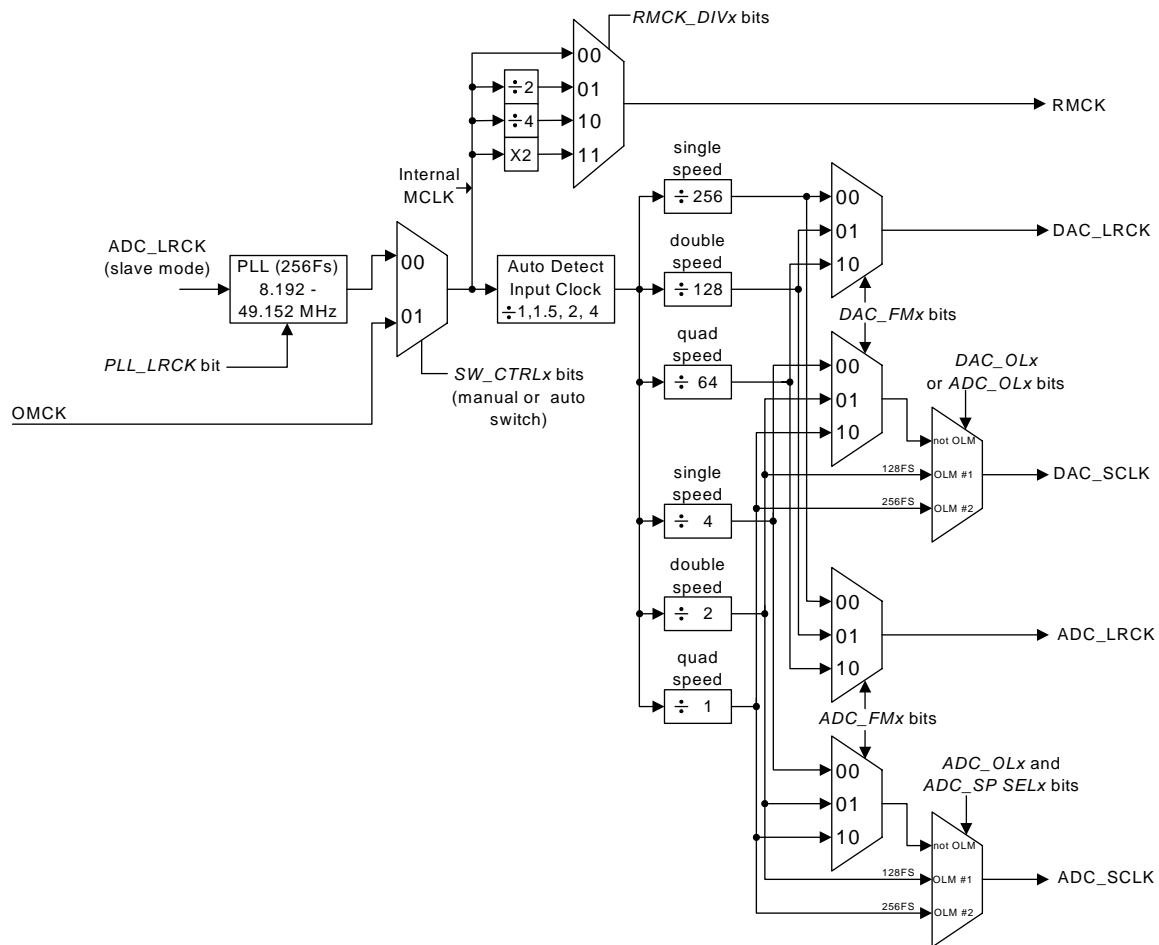 RMCK_DIVx bits
00
÷2
01
÷4
10
X2
11
RMCK
Internal
MCLK
single
speed
÷ 256
00
01
10
DAC_LRCK
ADC_LRCK
(slave mode)
PLL (256Fs)
8.192 -
49.152 MHz
00
01
Auto Detect
Input Clock
÷1,1.5, 2, 4
double
speed
÷ 128
DAC_FMx bits
PLL_LRCK bit
SW_CTRLx bits
(manual or auto
switch)
OMCK
quad
speed
÷ 64
00
01
10
DAC_OLx
or ADC_OLx bits
not OLM
128FS
OLM #1
256FS
OLM #2
DAC_SCLK
single
speed
÷ 4
double
speed
÷ 2
00
01
10
ADC_LRCK
quad
speed
÷ 1
ADC_FMx bits
00
01
10
ADC_OLx and
ADC_SP SELx bits
not OLM
128FS
OLM #1
256FS
OLM #2
ADC_SCLK